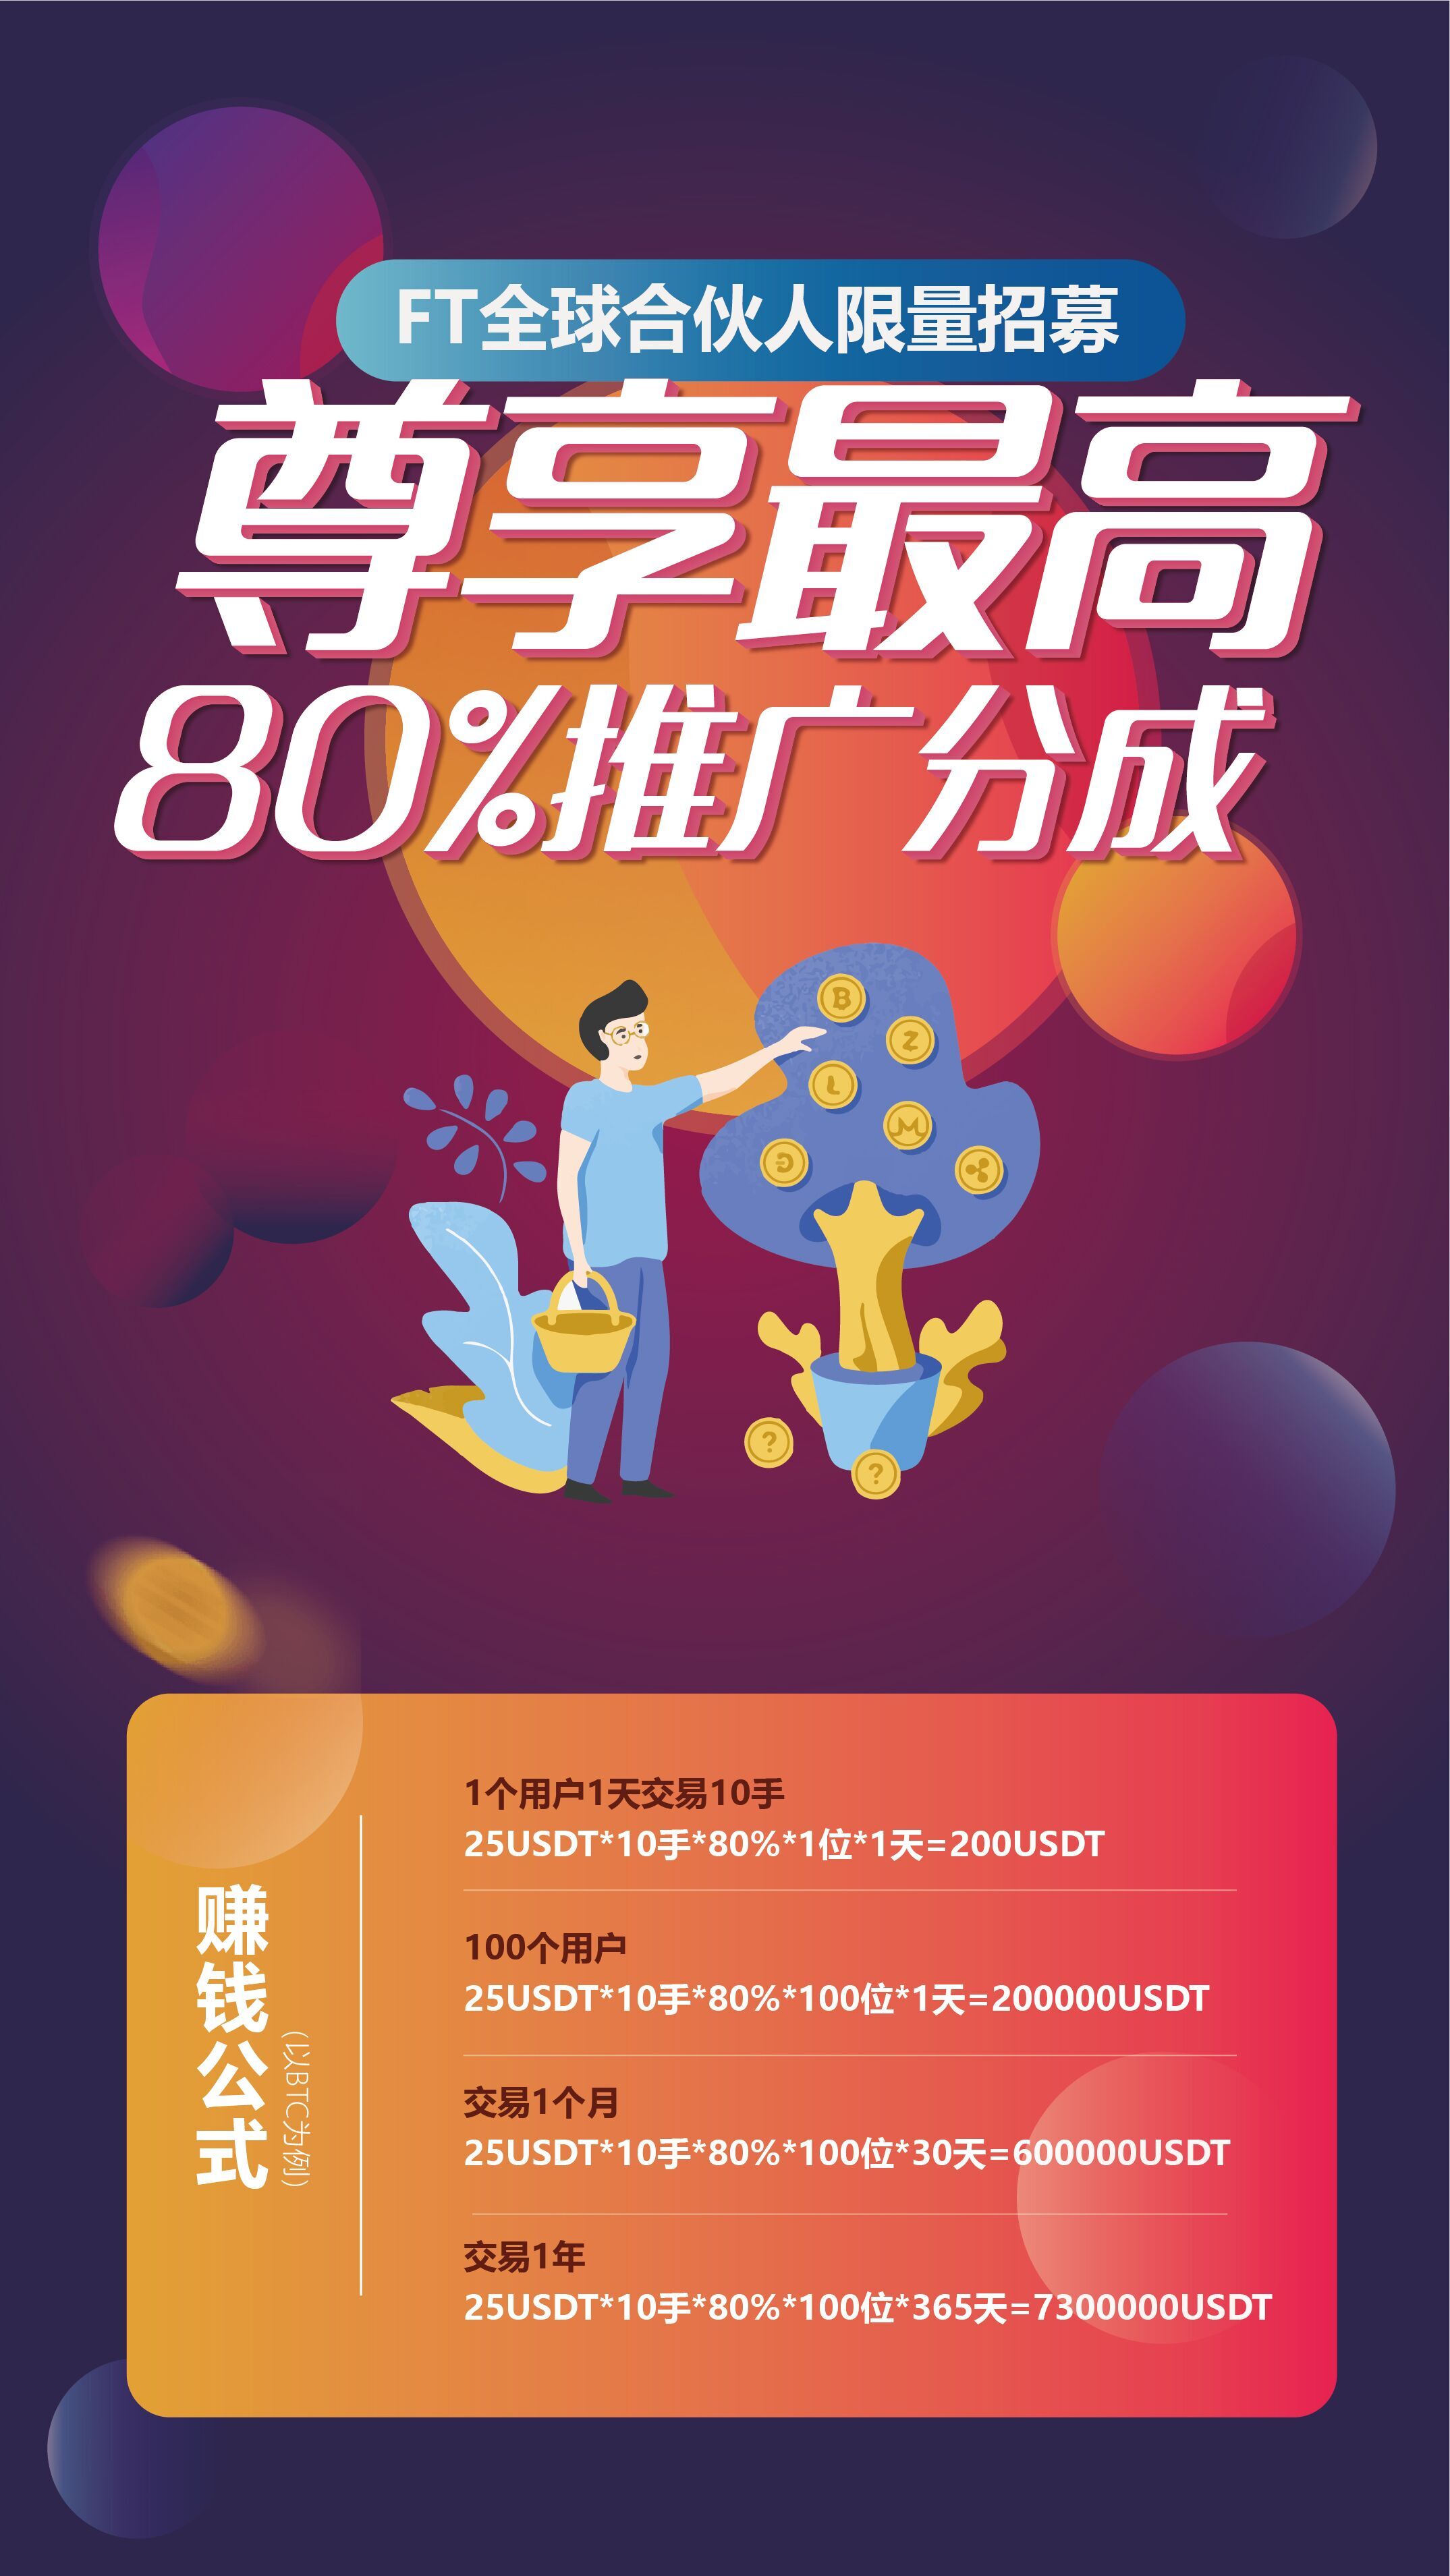 FT全球合伙人限量招募
尊享最高
80%推广分成
B
Z
L
M
Ð
?
?
赚钱公式
(以BTC为例)
1个用户1天交易10手
25USDT*10手*80%*1位*1天=200USDT
100个用户
25USDT*10手*80%*100位*1天=200000USDT
交易1个月
25USDT*10手*80%*100位*30天=600000USDT
交易1年
25USDT*10手*80%*100位*365天=7300000USDT